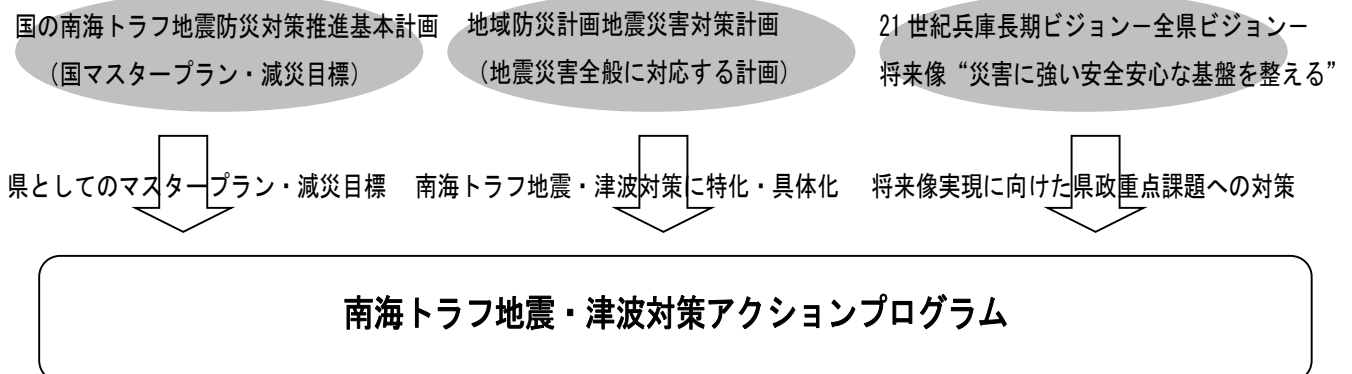 国の南海トラフ地震防災対策推進基本計画
（国マスタープラン・減災目標）
地域防災計画地震災害対策計画
（地震災害全般に対応する計画）
21世紀兵庫長期ビジョンー全県ビジョンー
将来像“災害に強い安全安心な基盤を整える”
県としてのマスタープラン・減災目標
南海トラフ地震・津波対策に特化・具体化
将来像実現に向けた県政重点課題への対策
南海トラフ地震・津波対策アクションプログラム